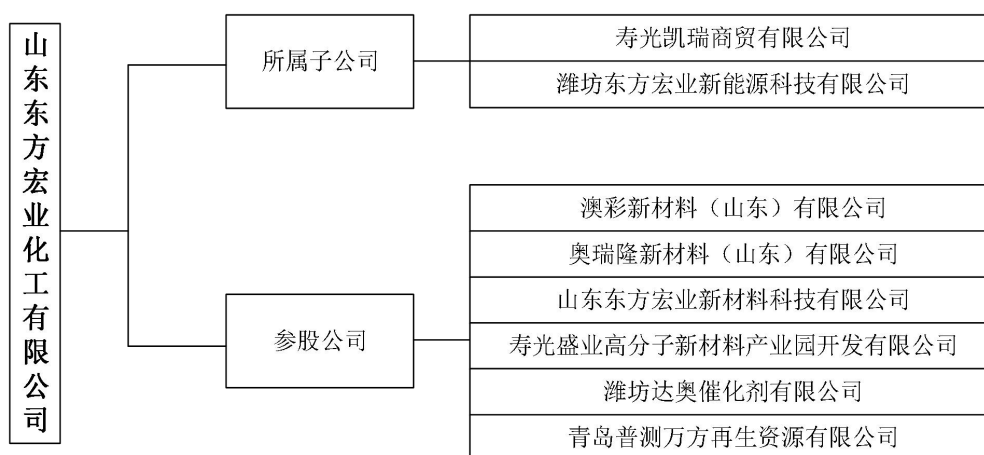 山东东方宏业化工有限公司
所属子公司
寿光凯瑞商贸有限公司
潍坊东方宏业新能源科技有限公司
参股公司
澳彩新材料（山东）有限公司
奥瑞隆新材料（山东）有限公司
山东东方宏业新材料科技有限公司
寿光盛业高分子新材料产业园开发有限公司
潍坊达奥催化剂有限公司
青岛普测万方再生资源有限公司